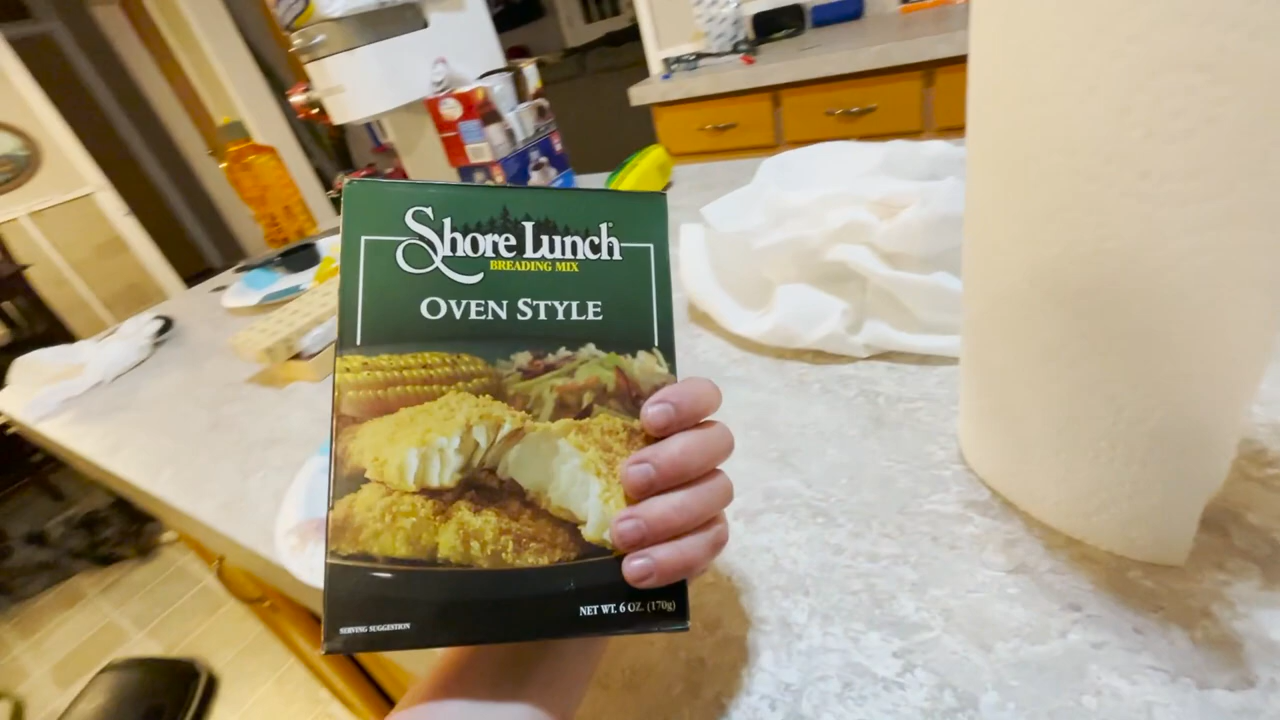 Shore Lunch®
BREADING MIX
OVEN STYLE
NET WT. 6 OZ. (170g)
SERVING SUGGESTION